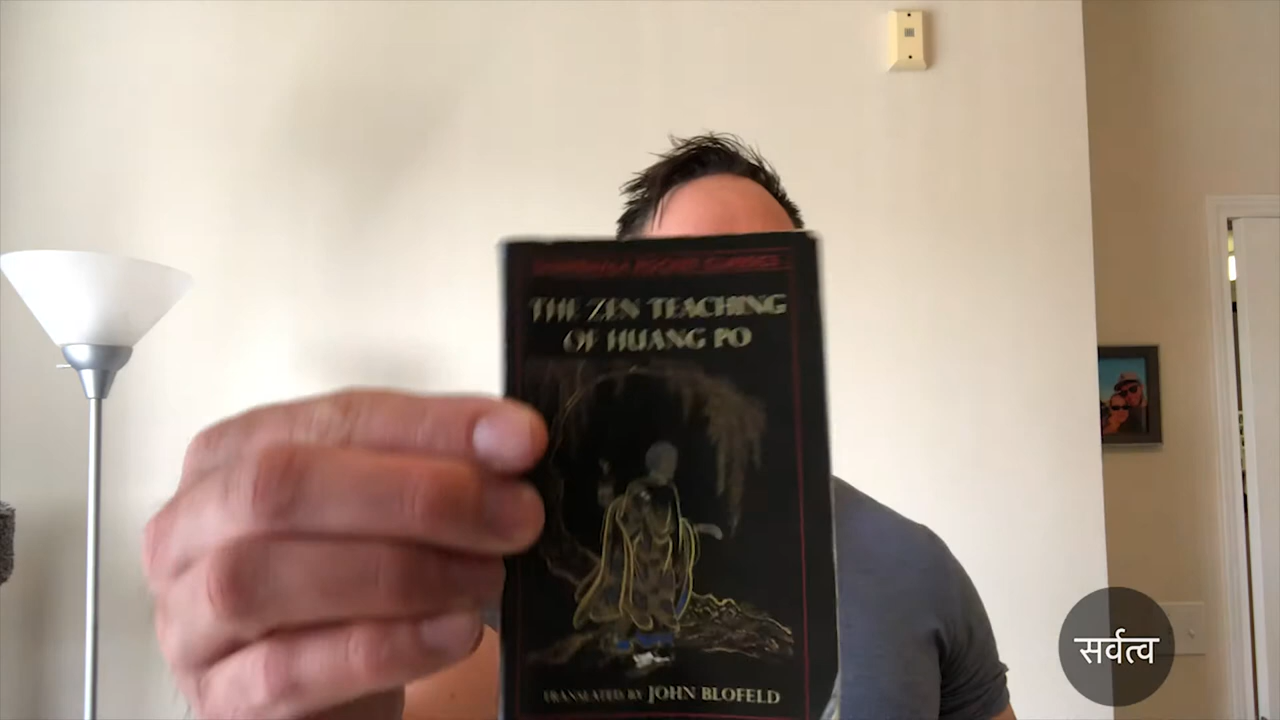 SHAMBHALA POCKET CLASSICS
THE ZEN TEACHING
OF HUANG PO
TRANSLATED BY JOHN BLOFELD
सर्वत्व